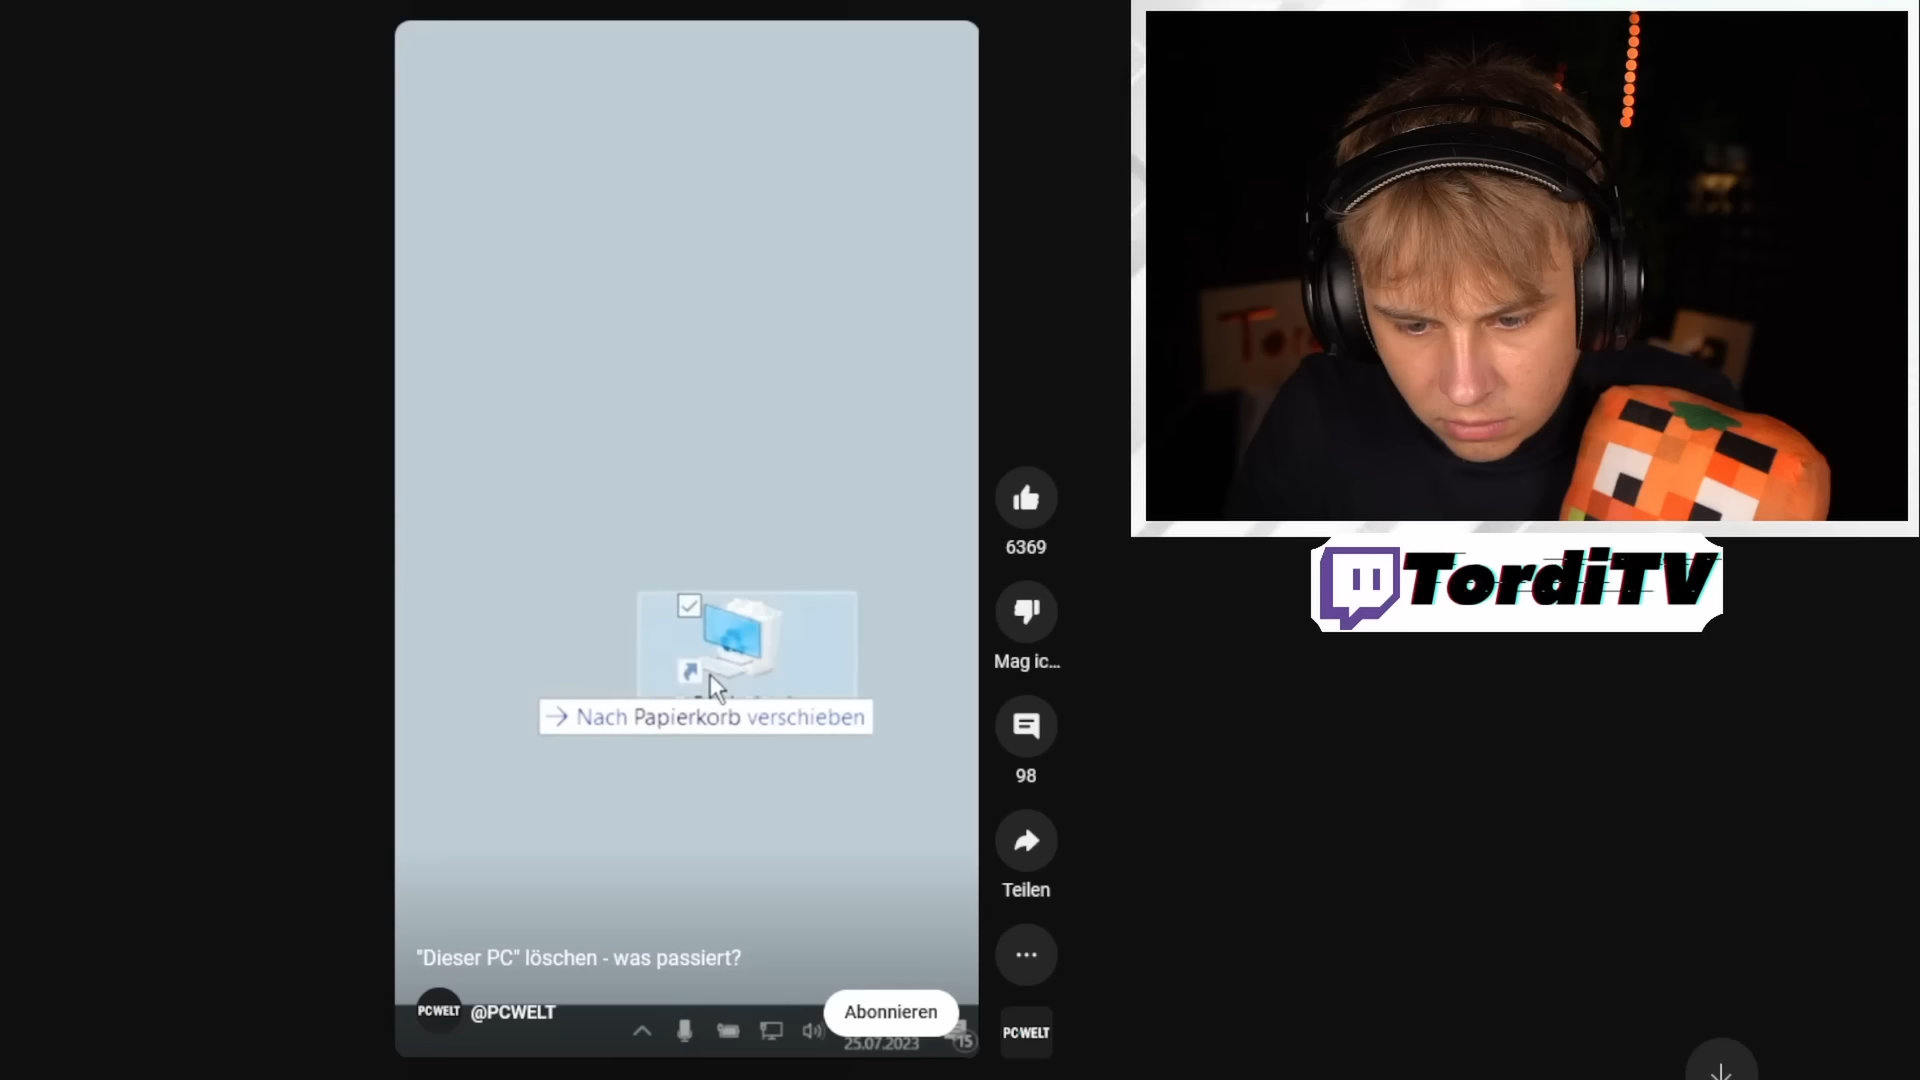 Nach Papierkorb verschieben
6369
Mag ic...
98
Teilen
"Dieser PC" löschen - was passiert?
PCWELT @PCWELT
Abonnieren
25.07.2023
15
PCWELT
TordiTV